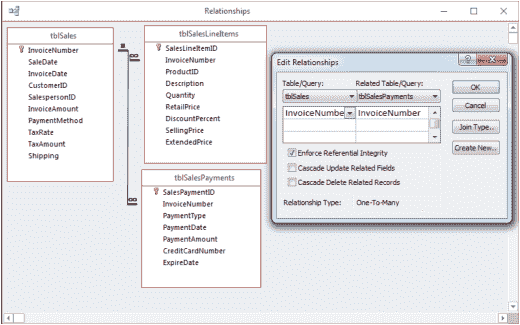 Relationships
tblSales
InvoiceNumber
SaleDate
InvoiceDate
CustomerID
SalespersonID
InvoiceAmount
PaymentMethod
TaxRate
TaxAmount
Shipping
tblSalesLineItems
SalesLineItemID
InvoiceNumber
ProductID
Description
Quantity
RetailPrice
DiscountPercent
SellingPrice
ExtendedPrice
tblSalesPayments
SalesPaymentID
InvoiceNumber
PaymentType
PaymentDate
PaymentAmount
CreditCardNumber
ExpireDate
Edit Relationships
Table/Query: Related Table/Query:
tblSales tblSalesPayments
InvoiceNumbe InvoiceNumber
Enforce Referential Integrity
Cascade Update Related Fields
Cascade Delete Related Records
Relationship Type: One-To-Many
OK
Cancel
Join Type..
Create New..